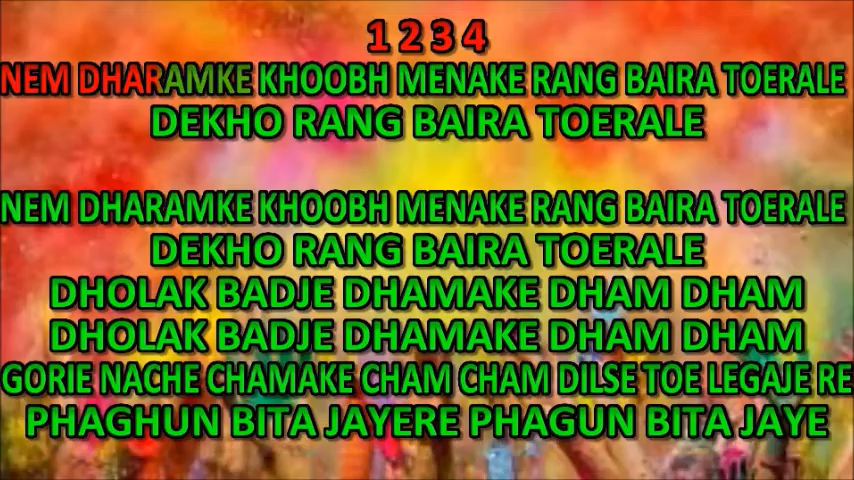 1 2 3 4
NEM DHARAMKE KHOOBH MENAKE RANG BAIRA TOERALE
DEKHO RANG BAIRA TOERALE
NEM DHARAMKE KHOOBH MENAKE RANG BAIRA TOERALE
DEKHO RANG BAIRA TOERALE
DHOLAK BADJE DHAMAKE DHAM DHAM
DHOLAK BADJE DHAMAKE DHAM DHAM
GORIE NACHE CHAMAKE CHAM CHAM DILSE TOE LEGAJE RE
PHAGHUN BITA JAYERE PHAGUN BITA JAYE